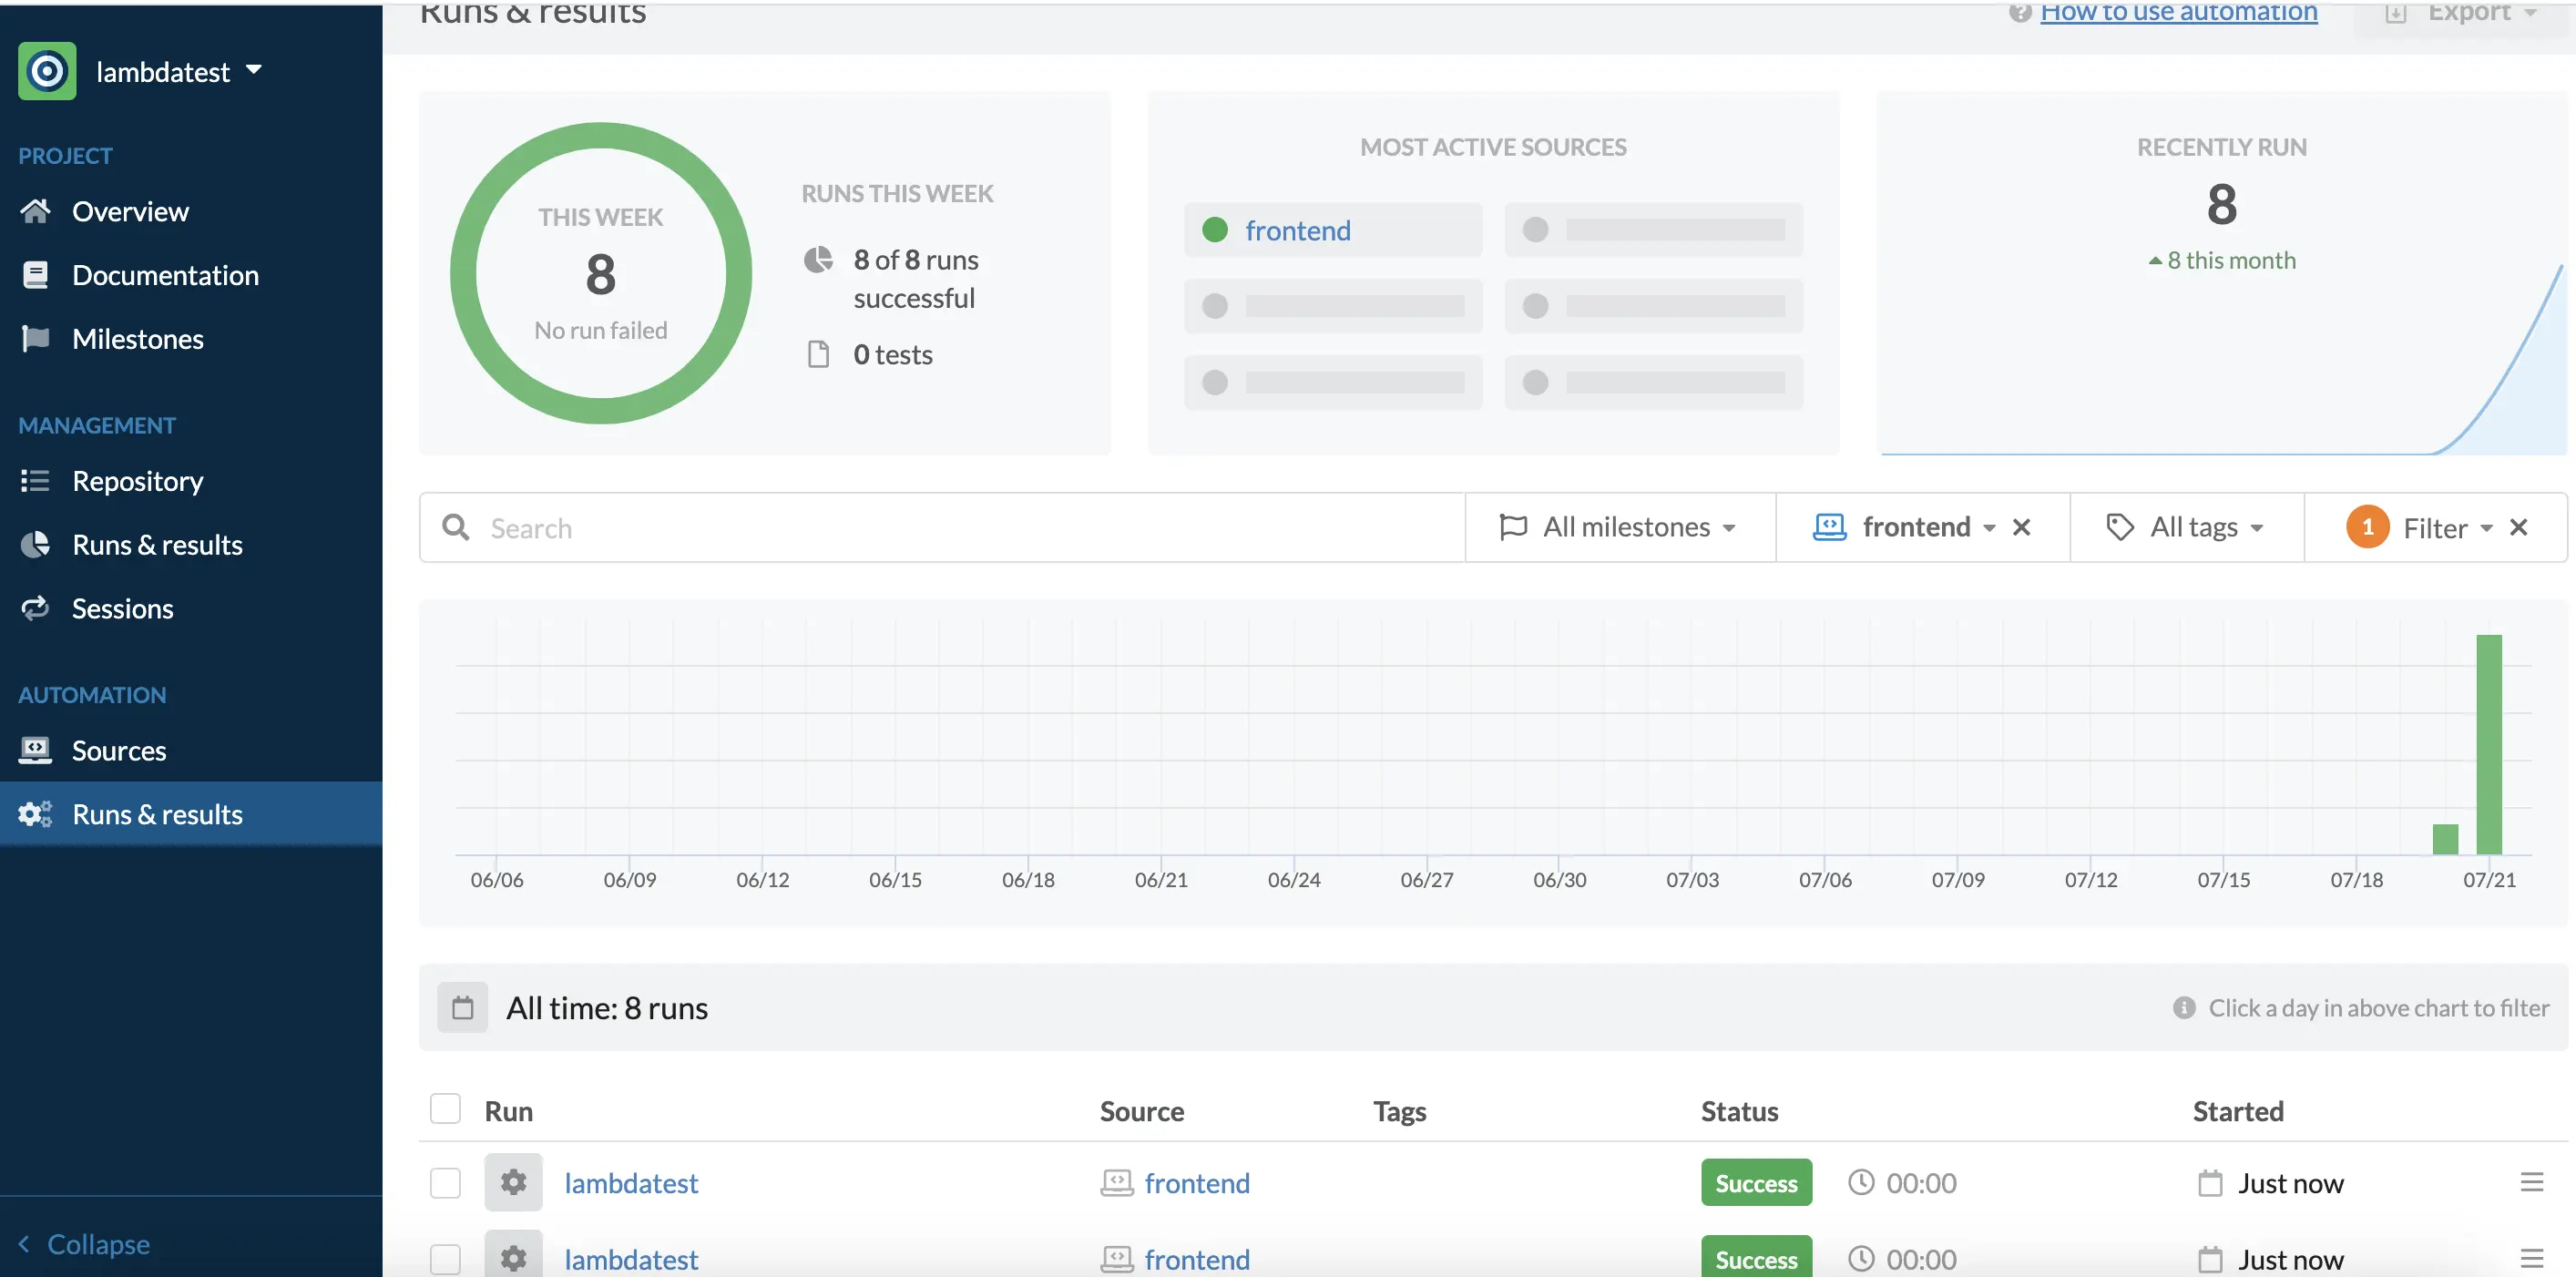 lambdatest
PROJECT
Overview
Documentation
Milestones
MANAGEMENT
Repository
Runs & results
Sessions
AUTOMATION
Sources
Runs & results
Collapse
Runs & results
How to use automation
Export
THIS WEEK
8
No run failed
RUNS THIS WEEK
8 of 8 runs
successful
0 tests
MOST ACTIVE SOURCES
frontend
RECENTLY RUN
8
8 this month
Search
All milestones
frontend
All tags
1 Filter
06/06 06/09 06/12 06/15 06/18 06/21 06/24 06/27 06/30 07/03 07/06 07/09 07/12 07/15 07/18 07/21
All time: 8 runs
Click a day in above chart to filter
Run Source Tags Status Started
lambdatest frontend Success 00:00 Just now
lambdatest frontend Success 00:00 Just now